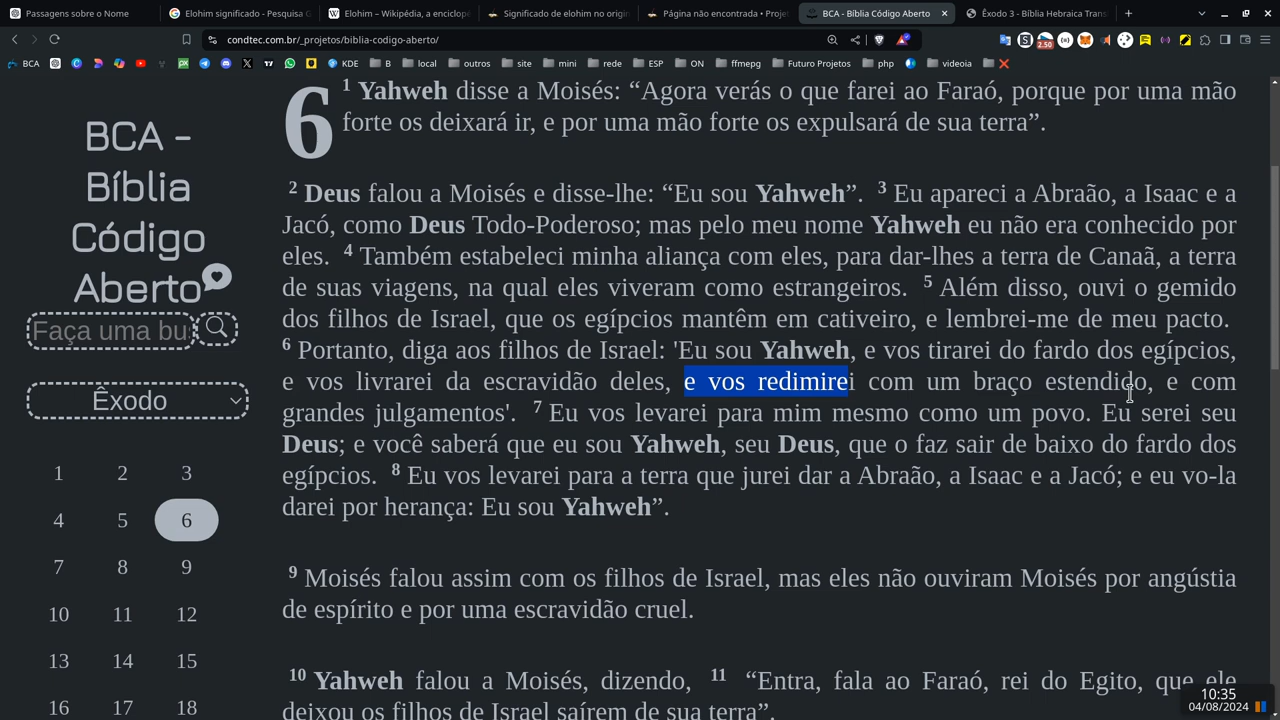 Passagens sobre o Nome
Elohim significado - Pesquisa G
Elohim – Wikipédia, a enciclopé
Significado de elohim no origin
Página não encontrada • Projet
BCA - Bíblia Código Aberto
Êxodo 3 - Bíblia Hebraica Trans
condtec.com.br/_projetos/biblia-codigo-aberto/
2.50
BCA
KDE
B
local
outros
site
mini
rede
ESP
ON
ffmepg
Futuro Projetos
php
videoia
BCA -
Bíblia
Código
Aberto
Faça uma bu
Êxodo
1 2 3
4 5 6
7 8 9
10 11 12
13 14 15
16 17 18
6
1 Yahweh disse a Moisés: “Agora verás o que farei ao Faraó, porque por uma mão
forte os deixará ir, e por uma mão forte os expulsará de sua terra”.
2 Deus falou a Moisés e disse-lhe: “Eu sou Yahweh”. 3 Eu apareci a Abraão, a Isaac e a
Jacó, como Deus Todo-Poderoso; mas pelo meu nome Yahweh eu não era conhecido por
eles. 4 Também estabeleci minha aliança com eles, para dar-lhes a terra de Canaã, a terra
de suas viagens, na qual eles viveram como estrangeiros. 5 Além disso, ouvi o gemido
dos filhos de Israel, que os egípcios mantêm em cativeiro, e lembrei-me de meu pacto.
6 Portanto, diga aos filhos de Israel: 'Eu sou Yahweh, e vos tirarei do fardo dos egípcios,
e vos livrarei da escravidão deles, e vos redimirei com um braço estendido, e com
grandes julgamentos'. 7 Eu vos levarei para mim mesmo como um povo. Eu serei seu
Deus; e você saberá que eu sou Yahweh, seu Deus, que o faz sair de baixo do fardo dos
egípcios. 8 Eu vos levarei para a terra que jurei dar a Abraão, a Isaac e a Jacó; e eu vo-la
darei por herança: Eu sou Yahweh”.
9 Moisés falou assim com os filhos de Israel, mas eles não ouviram Moisés por angústia
de espírito e por uma escravidão cruel.
10 Yahweh falou a Moisés, dizendo, 11 “Entra, fala ao Faraó, rei do Egito, que ele
deixou os filhos de Israel saírem de sua terra”.
10:35
04/08/2024